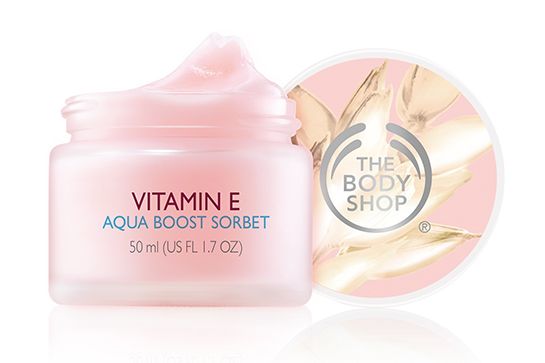 VITAMIN E
AQUA BOOST SORBET
50 ml (US FL 1.7 OZ)
THE
BODY
SHOP
®